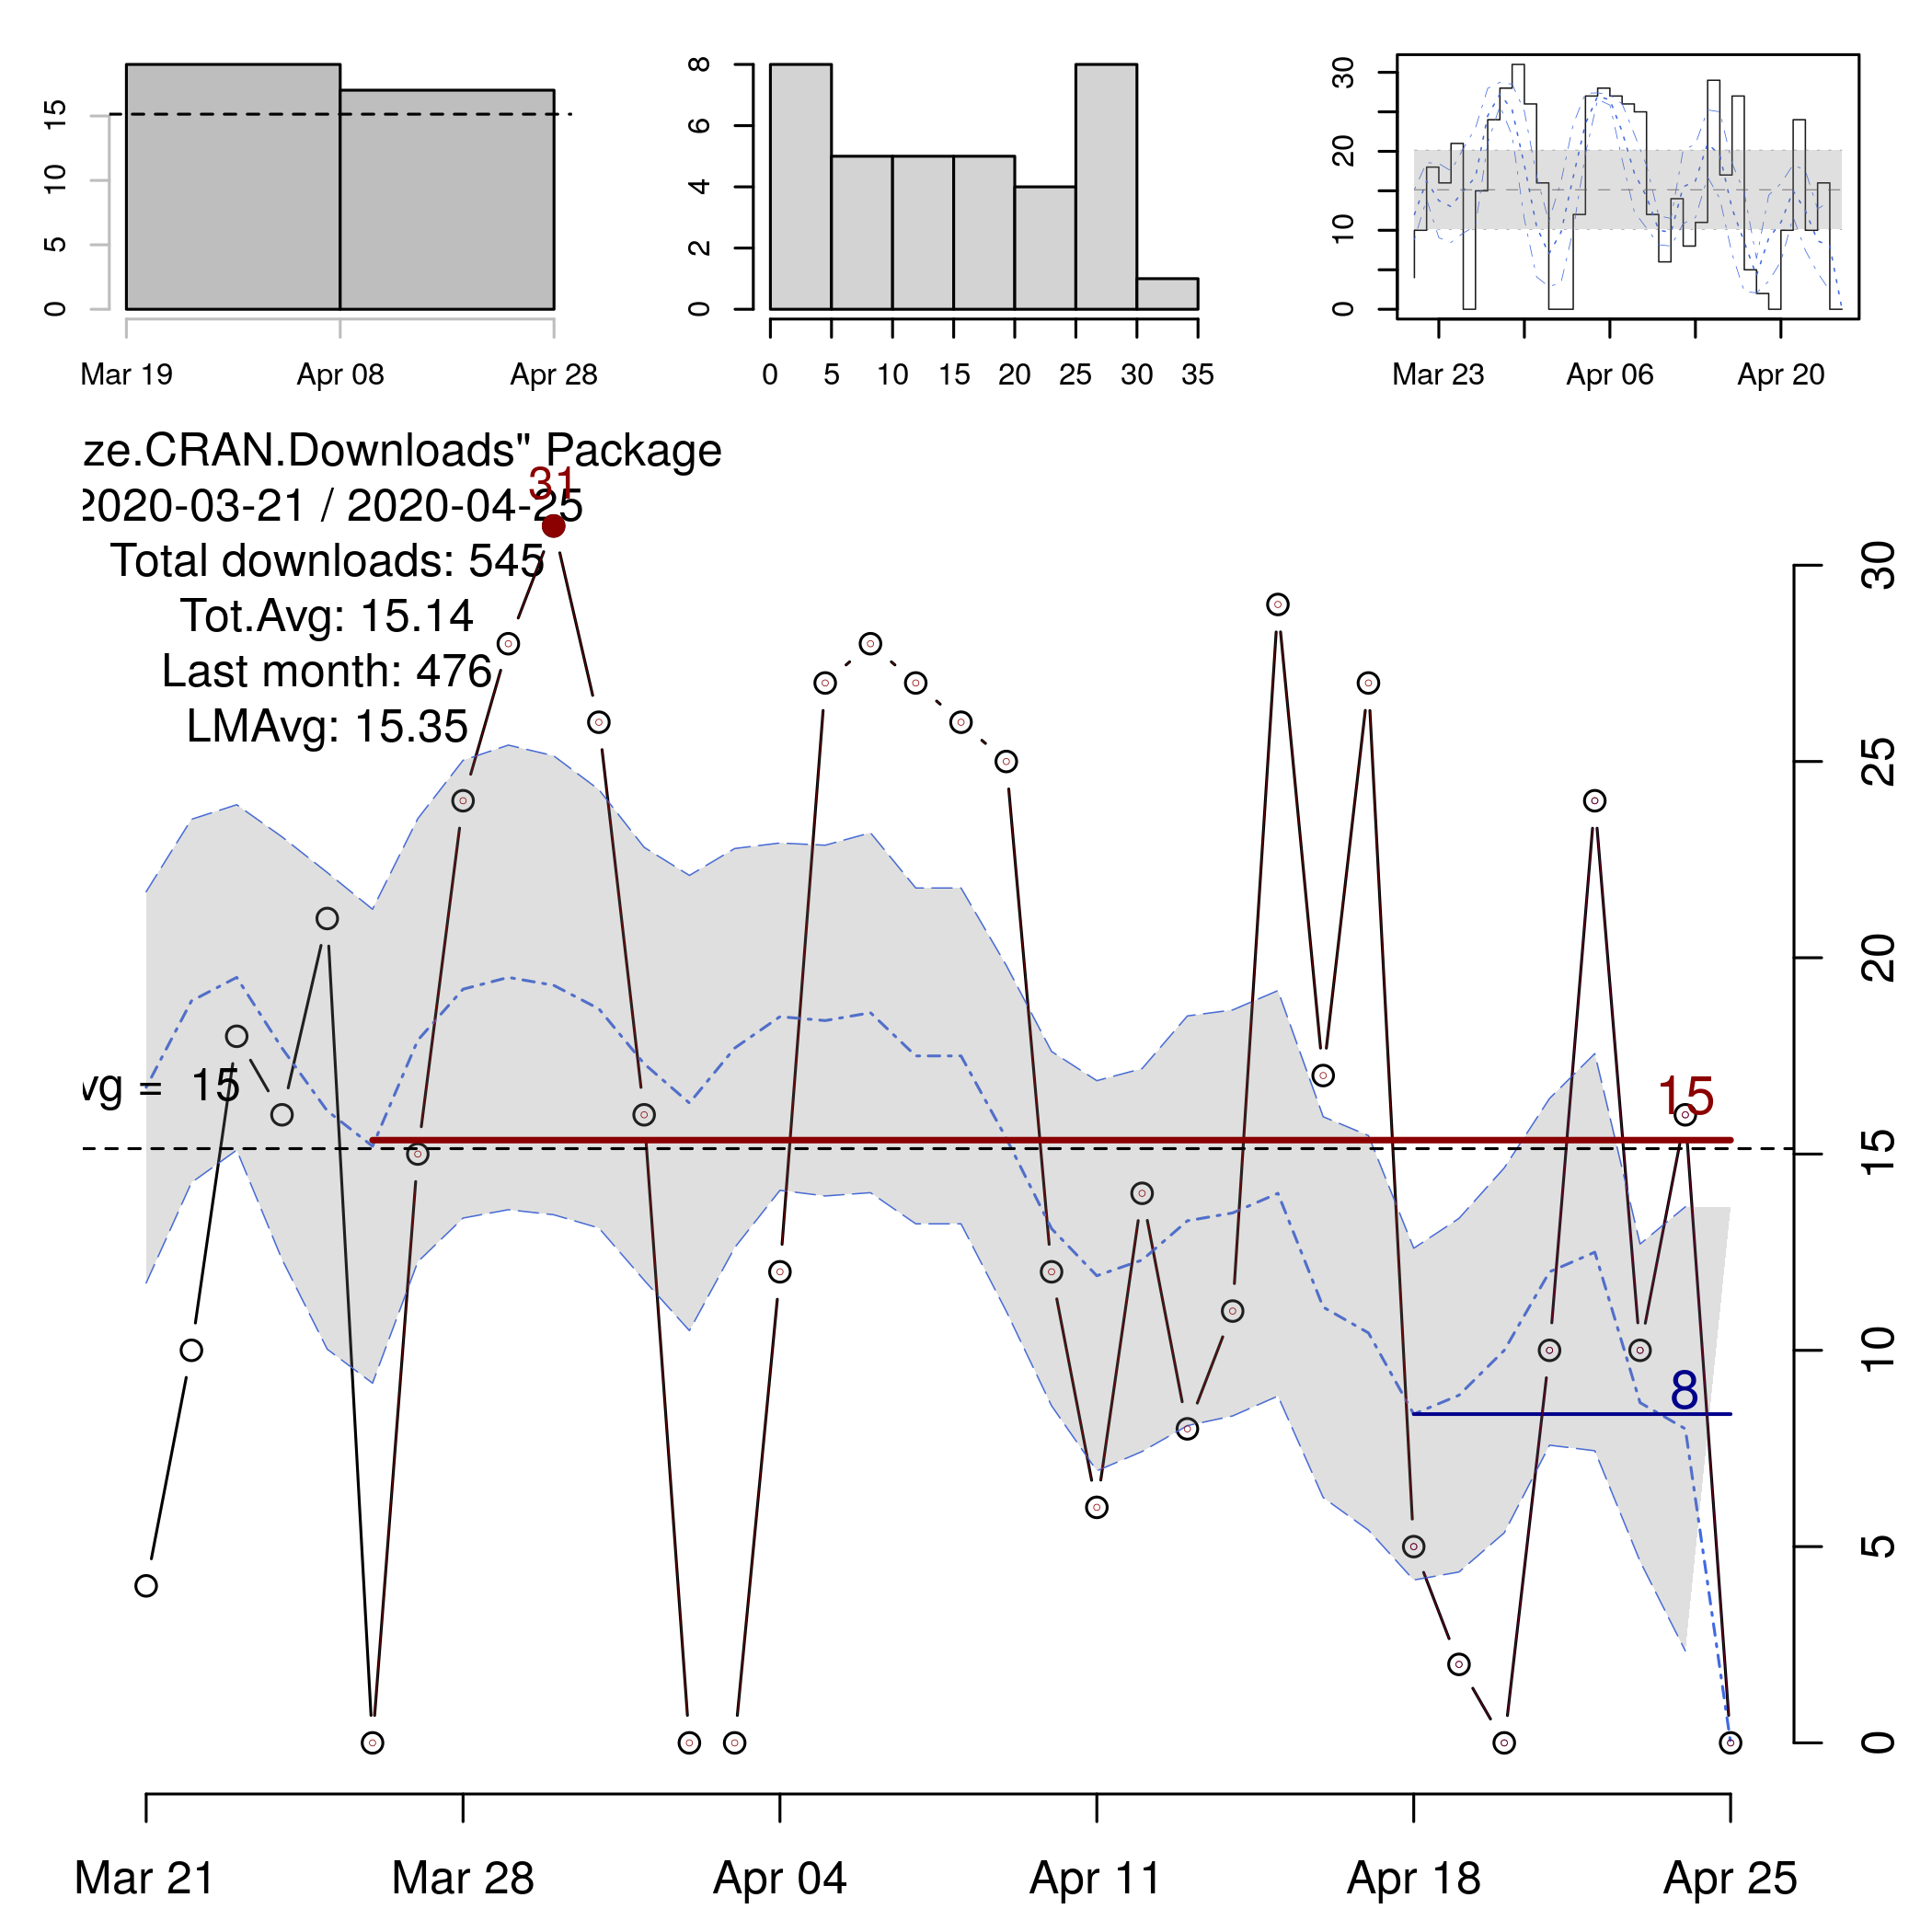 15
10
5
0
Mar 19 Apr 08 Apr 28
8
6
4
2
0
0 5 10 15 20 25 30 35
30
20
10
0
Mar 23 Apr 06 Apr 20
ze.CRAN.Downloads" Package
31
2020-03-21 / 2020-04-25
Total downloads: 545
Tot.Avg: 15.14
Last month: 476
LMAvg: 15.35
vg = 15
15
8
30
25
20
15
10
5
0
Mar 21 Mar 28 Apr 04 Apr 11 Apr 18 Apr 25